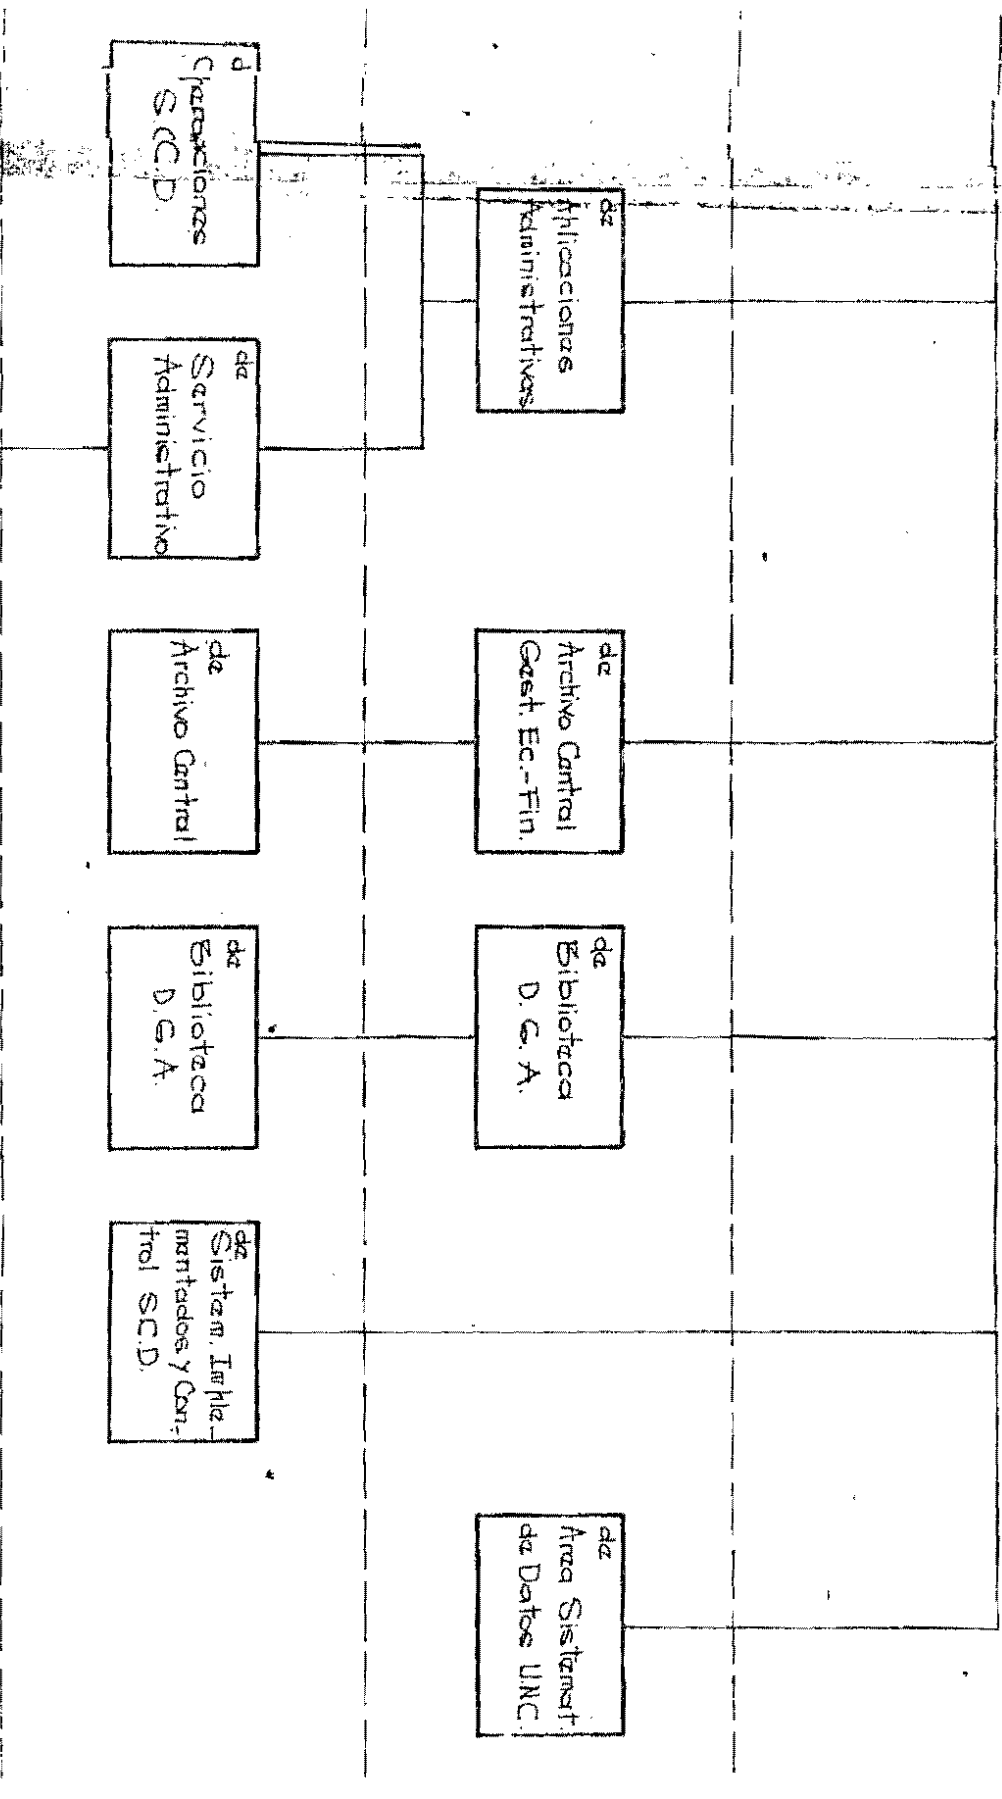 de
Aplicaciones
Administrativas
de
Archivo Central
Gest. Ec.-Fin.
de
Biblioteca
D. G. A.
de
Area Sistemat.
de Datos U.N.C.
d
Operaciones
S.C.C.D.
de
Servicio
Administrativo
de
Archivo Central
de
Biblioteca
D.G.A.
de
Sistem. Imple-
mentados y Con-
trol S.C.D.